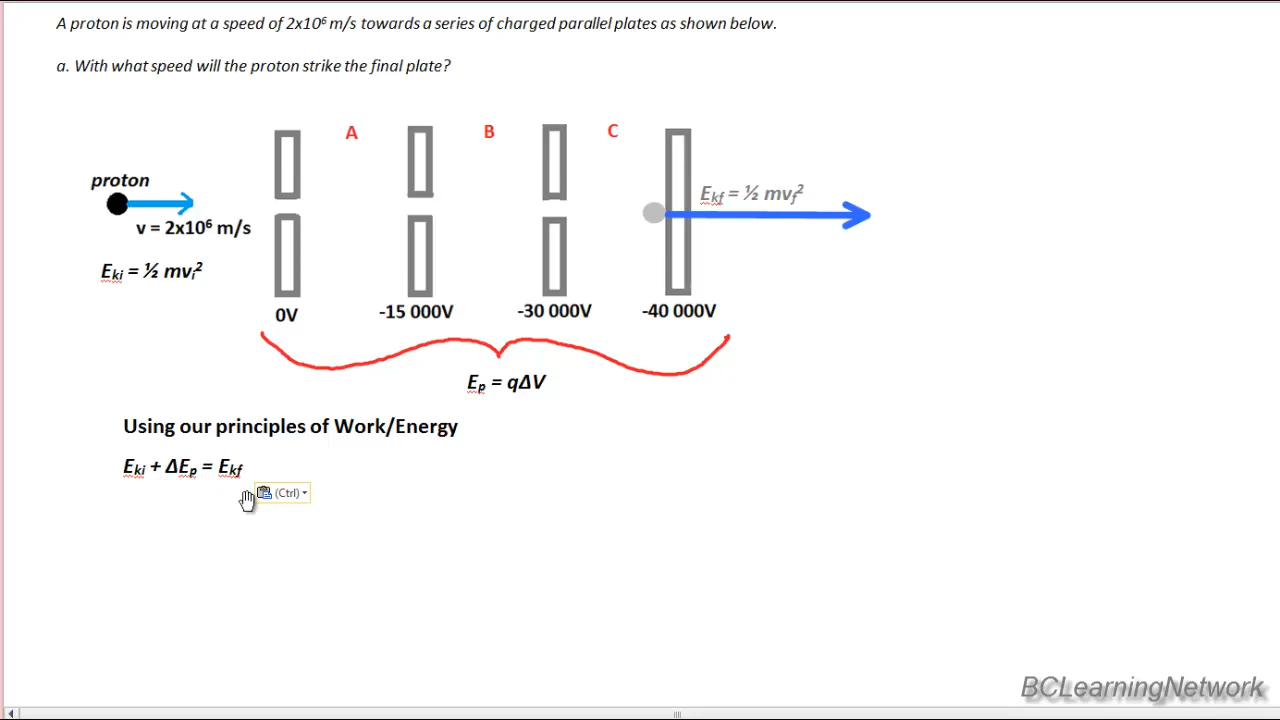 A proton is moving at a speed of 2x10⁶ m/s towards a series of charged parallel plates as shown below.
a. With what speed will the proton strike the final plate?
A B C
proton
v = 2x10⁶ m/s
Eₖᵢ = ½ mvᵢ²
Ekf = ½ mvf²
0V -15 000V -30 000V -40 000V
Eₚ = qΔV
Using our principles of Work/Energy
Eki + ΔEp = Ekf
(Ctrl)
BCLearningNetwork